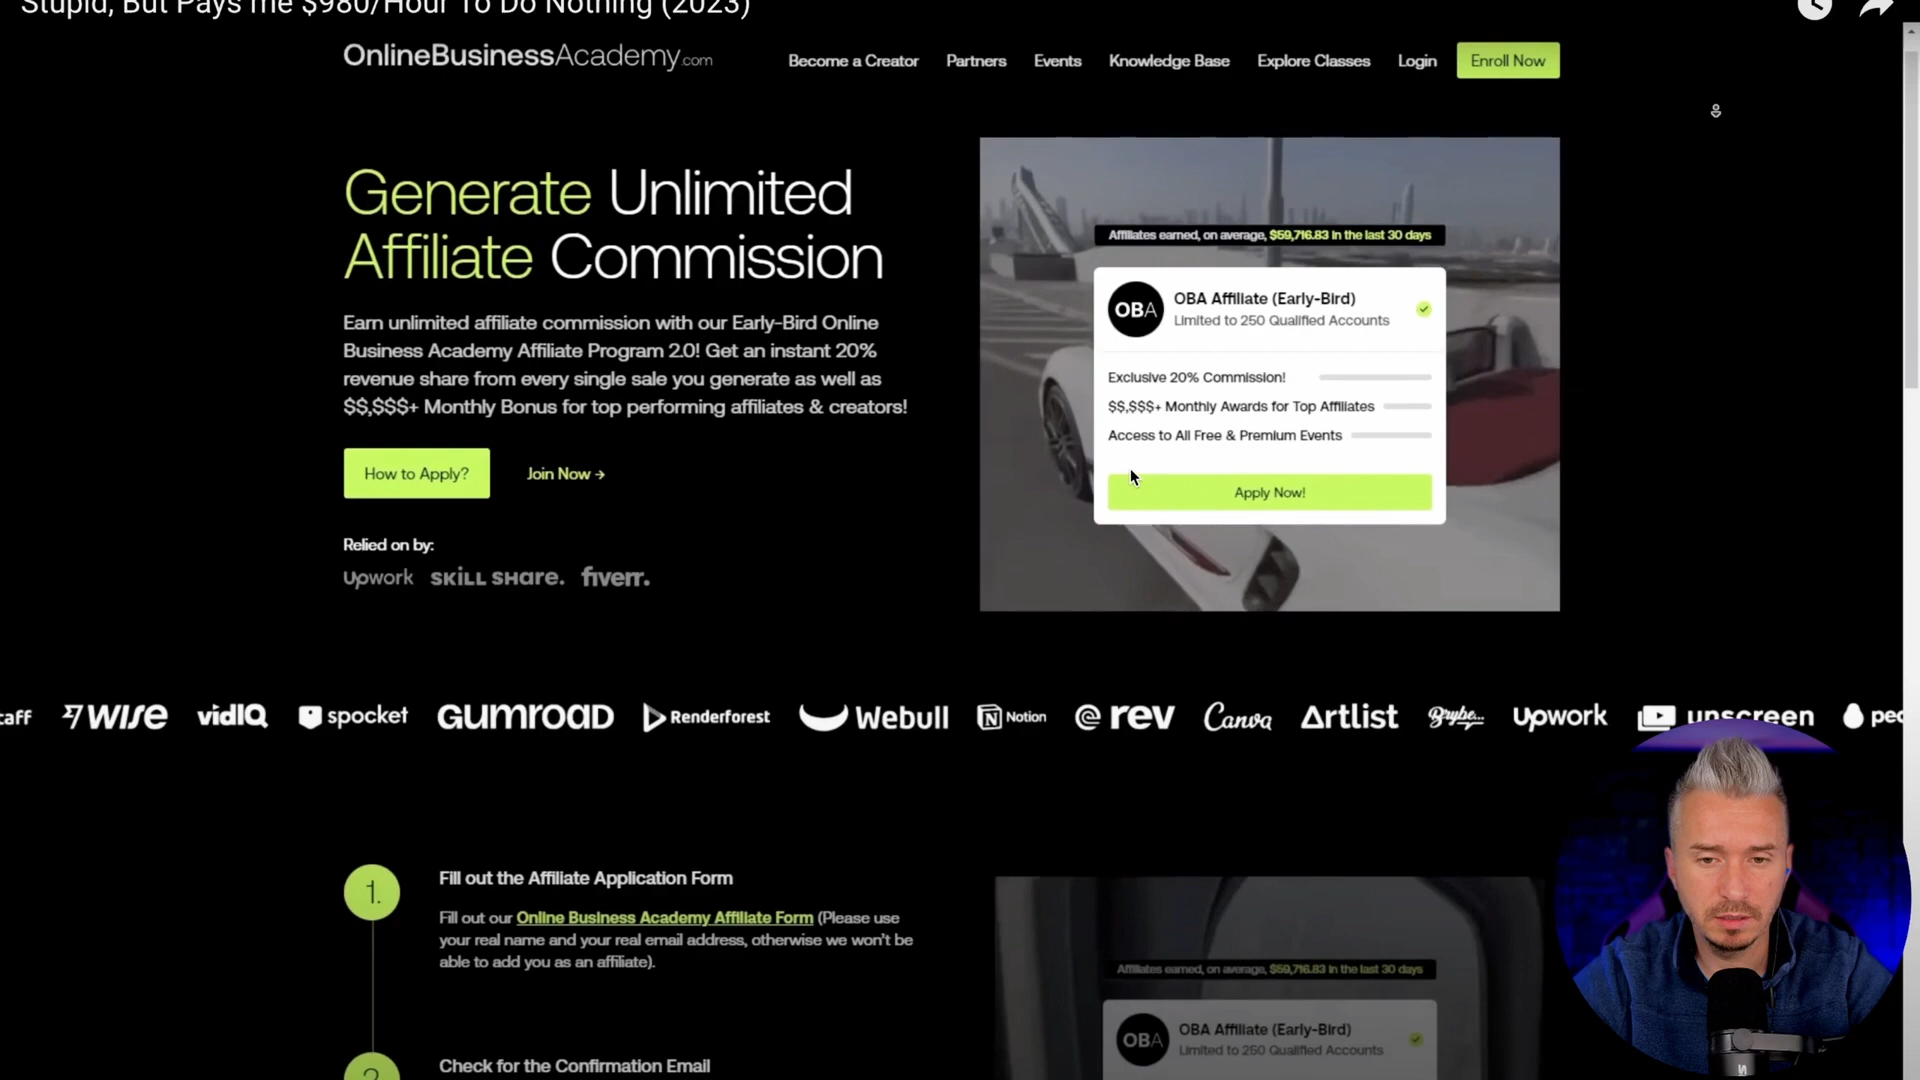 Stupid, But Pays me $980/Hour To Do Nothing (2023)
OnlineBusinessAcademy.com
Become a Creator
Partners
Events
Knowledge Base
Explore Classes
Login
Enroll Now
Generate Unlimited
Affiliate Commission
Earn unlimited affiliate commission with our Early-Bird Online
Business Academy Affiliate Program 2.0! Get an instant 20%
revenue share from every single sale you generate as well as
$$,$$$+ Monthly Bonus for top performing affiliates & creators!
How to Apply?
Join Now →
Relied on by:
Upwork SKILL SHARE. fiverr.
Affiliates earned, on average, $59,716.83 in the last 30 days
OBA
OBA Affiliate (Early-Bird)
Limited to 250 Qualified Accounts
Exclusive 20% Commission!
$$,$$$+ Monthly Awards for Top Affiliates
Access to All Free & Premium Events
Apply Now!
taff WISE vidIQ spocket GUMROAD Renderforest Webull Notion rev Canva Artlist Upwork unscreen pec
1.
Fill out the Affiliate Application Form
Fill out our Online Business Academy Affiliate Form (Please use
your real name and your real email address, otherwise we won't be
able to add you as an affiliate).
2
Check for the Confirmation Email
Affiliates earned, on average, $59,716.83 in the last 30 days
OBA
OBA Affiliate (Early-Bird)
Limited to 250 Qualified Accounts